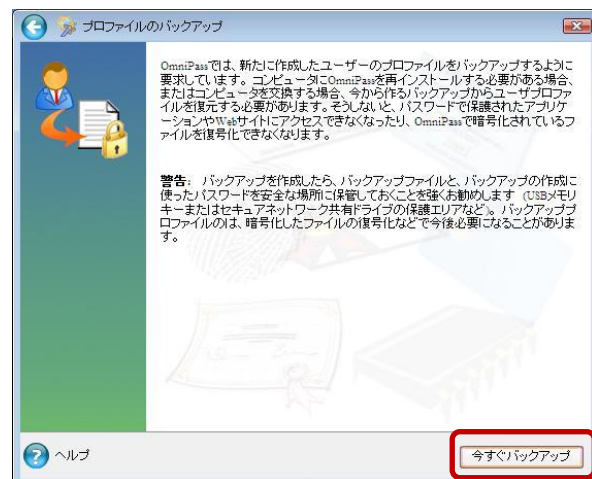 プロファイルのバックアップ
OmniPassでは、新たに作成したユーザーのプロファイルをバックアップするように
要求しています。コンピュータにOmniPassを再インストールする必要がある場合、
またはコンピュータを交換する場合、今から作るバックアップからユーザプロファ
イルを復元する必要があります。そうしないと、パスワードで保護されたアプリケ
ーションやWebサイトにアクセスできなくなったり、OmniPassで暗号化されているフ
ァイルを復号化できなくなります。
警告： バックアップを作成したら、バックアップファイルと、バックアップの作成に
使ったパスワードを安全な場所に保管しておくことを強くお勧めします（USBメモリ
キーまたはセキュアネットワーク共有ドライブの保護エリアなど）。バックアッププ
ロファイルのは、暗号化したファイルの復号化などで今後必要になることがありま
す。
ヘルプ
今すぐバックアップ